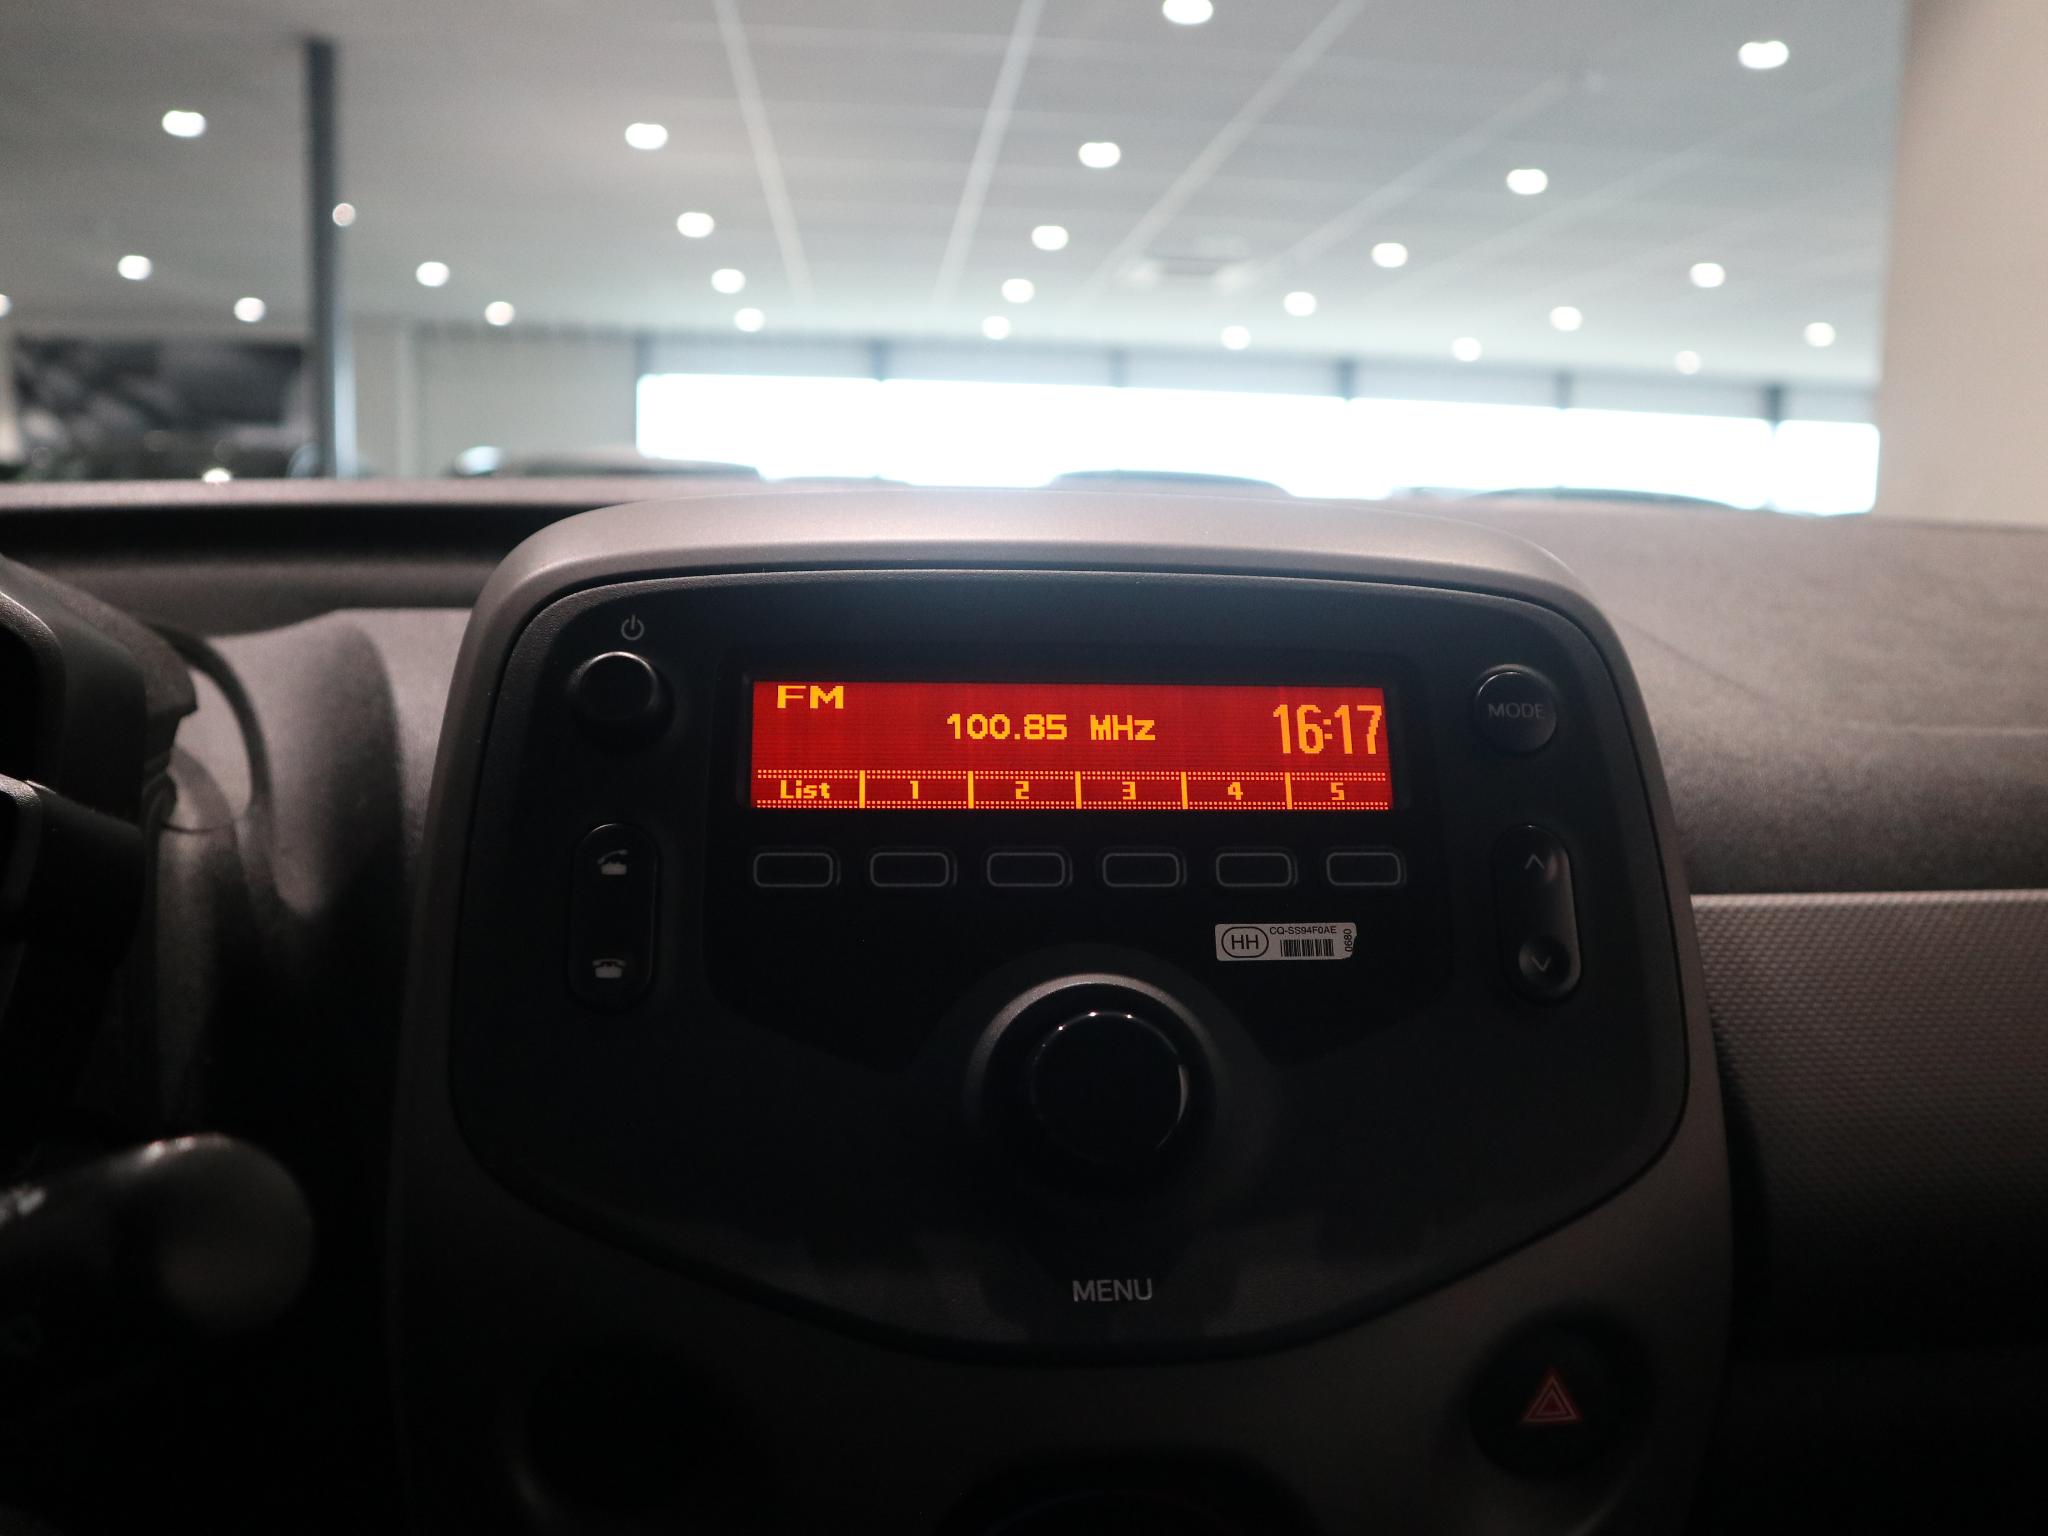 FM
100.85 MHz
16:17
List 1 2 3 4 5
MODE
HH CQ-SS94F0AE
0680
MENU